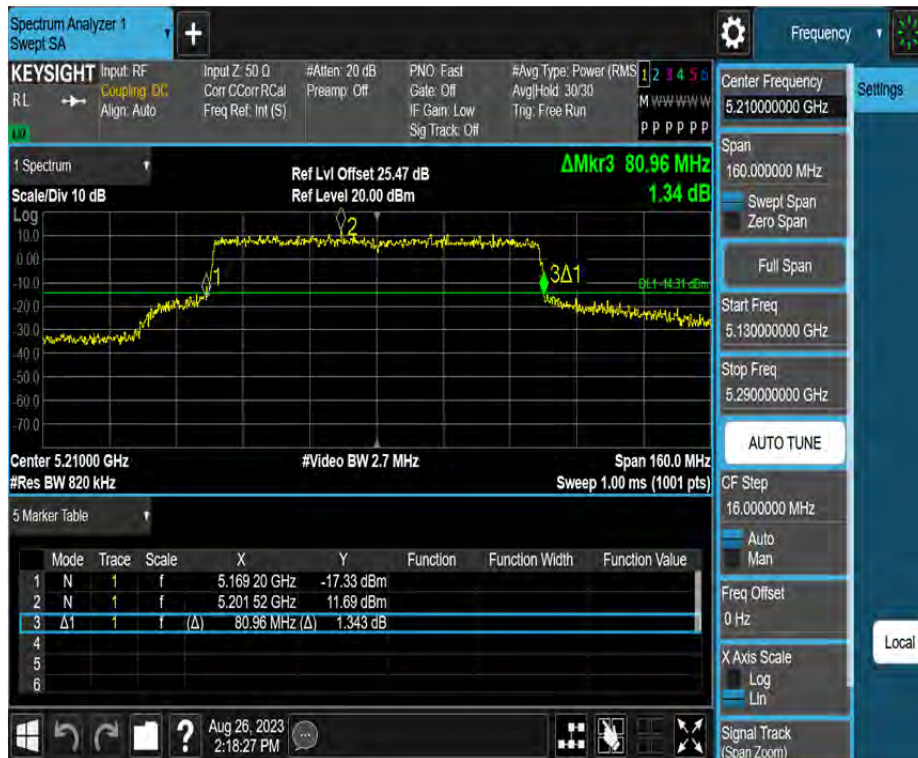 Spectrum Analyzer 1
Swept SA
+
Frequency
KEYSIGHT Input: RF Input Z: 50 Ω #Atten: 20 dB PNO: Fast #Avg Type: Power (RMS 1 2 3 4 5 6
RL Coupling: DC Corr CCorr RCal Preamp: Off Gate: Off Avg|Hold: 30/30 M W W W W W
Align: Auto Freq Ref: Int (S) IF Gain: Low Trig: Free Run
Sig Track: Off P P P P P P
Center Frequency
5.210000000 GHz
Settings
Span
160.000000 MHz
Swept Span
Zero Span
Full Span
Start Freq
5.130000000 GHz
Stop Freq
5.290000000 GHz
AUTO TUNE
CF Step
16.000000 MHz
Auto
Man
Freq Offset
0 Hz
X Axis Scale
Log
Lin
Signal Track
(Span Zoom)
Local
1 Spectrum
Scale/Div 10 dB
Ref Lvl Offset 25.47 dB
Ref Level 20.00 dBm
ΔMkr3 80.96 MHz
1.34 dB
Log
10.0
0.00
-10.0
-20.0
-30.0
-40.0
-50.0
-60.0
-70.0
1
2
3Δ1
DL1 -14.31 dBm
Center 5.21000 GHz #Video BW 2.7 MHz Span 160.0 MHz
#Res BW 820 kHz Sweep 1.00 ms (1001 pts)
5 Marker Table
Mode Trace Scale X Y Function Function Width Function Value
1 N 1 f 5.169 20 GHz -17.33 dBm
2 N 1 f 5.201 52 GHz 11.69 dBm
3 Δ1 1 f (Δ) 80.96 MHz (Δ) 1.343 dB
4
5
6
?
Aug 26, 2023
2:18:27 PM